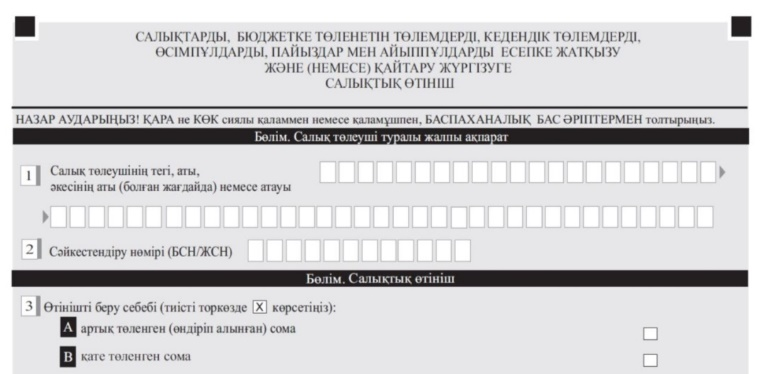 САЛЫҚТАРДЫ, БЮДЖЕТКЕ ТӨЛЕНЕТІН ТӨЛЕМДЕРДІ, КЕДЕНДІК ТӨЛЕМДЕРДІ,
ӨСІМПҰЛДАРДЫ, ПАЙЫЗДАР МЕН АЙЫППҰЛДАРДЫ ЕСЕПКЕ ЖАТҚЫЗУ
ЖӘНЕ (НЕМЕСЕ) ҚАЙТАРУ ЖҮРГІЗУГЕ
САЛЫҚТЫҚ ӨТІНІШ
НАЗАР АУДАРЫҢЫЗ! ҚАРА не КӨК сиялы қаламмен немесе қаламұшпен, БАСПАХАНАЛЫҚ БАС ӘРІПТЕРМЕН толтырыңыз.
Бөлім. Салық төлеуші туралы жалпы ақпарат
1 Салық төлеушінің тегі, аты,
әкесінің аты (болған жағдайда) немесе атауы
2 Сәйкестендіру нөмірі (БСН/ЖСН)
Бөлім. Салықтық өтініш
3 Өтінішті беру себебі (тиісті торкөзде X көрсетіңіз):
A артық төленген (өндіріп алынған) сома
B қате төленген сома